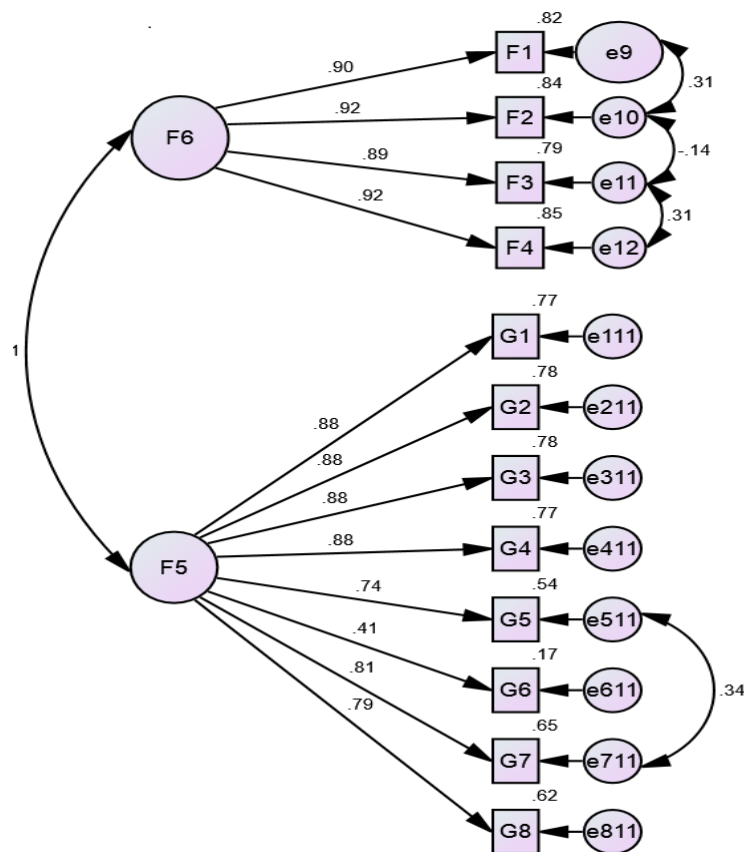 .82
F1
e9
.90
.31
.84
.92
F2
e10
F6
.79
-.14
.89
F3
e11
.92
.85
.31
F4
e12
.77
G1
e111
1
.78
.88
G2
e211
.88
.78
.88
G3
e311
.77
.88
G4
e411
F5
.54
.74
G5
e511
.41
.17
G6
e611
.34
.81
.79
.65
G7
e711
.62
G8
e811